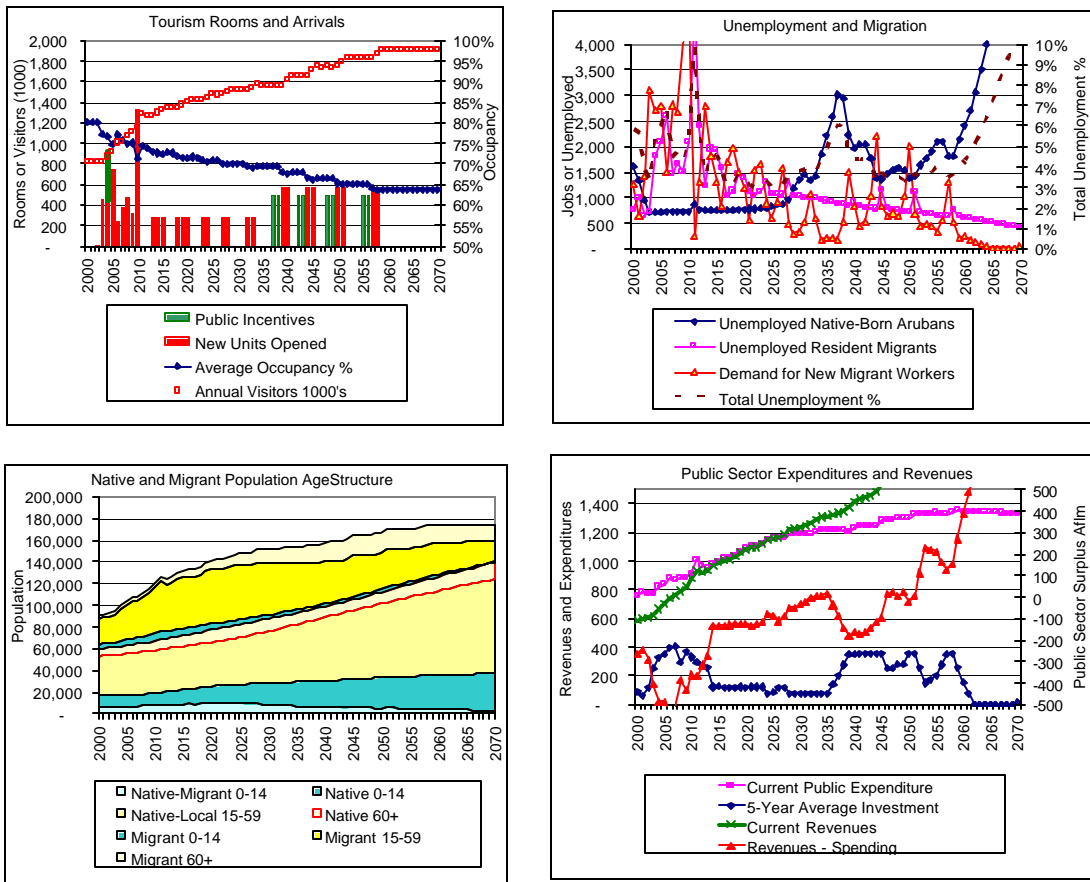 Tourism Rooms and Arrivals
2,000
1,800
1,600
1,400
1,200
1,000
800
600
400
200
-
Rooms or Visitors (1000)
100%
95%
90%
85%
80%
75%
70%
65%
60%
55%
50%
Occupancy
2000 2005 2010 2015 2020 2025 2030 2035 2040 2045 2050 2055 2060 2065 2070
Public Incentives
New Units Opened
Average Occupancy %
Annual Visitors 1000's
Unemployment and Migration
4,000
3,500
3,000
2,500
2,000
1,500
1,000
500
-
Jobs or Unemployed
10%
9%
8%
7%
6%
5%
4%
3%
2%
1%
0%
Total Unemployment %
2000 2005 2010 2015 2020 2025 2030 2035 2040 2045 2050 2055 2060 2065 2070
Unemployed Native-Born Arubans
Unemployed Resident Migrants
Demand for New Migrant Workers
Total Unemployment %
Native and Migrant Population AgeStructure
200,000
180,000
160,000
140,000
120,000
100,000
80,000
60,000
40,000
20,000
-
Population
2000 2005 2010 2015 2020 2025 2030 2035 2040 2045 2050 2055 2060 2065 2070
Native-Migrant 0-14 Native 0-14
Native-Local 15-59 Native 60+
Migrant 0-14 Migrant 15-59
Migrant 60+
Public Sector Expenditures and Revenues
1,400
1,200
1,000
800
600
400
200
-
Revenues and Expenditures
500
400
300
200
100
0
-100
-200
-300
-400
-500
Public Sector Surplus Aflm
2000 2005 2010 2015 2020 2025 2030 2035 2040 2045 2050 2055 2060 2065 2070
Current Public Expenditure
5-Year Average Investment
Current Revenues
Revenues - Spending